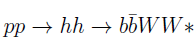 pp → hh → bb̄WW∗